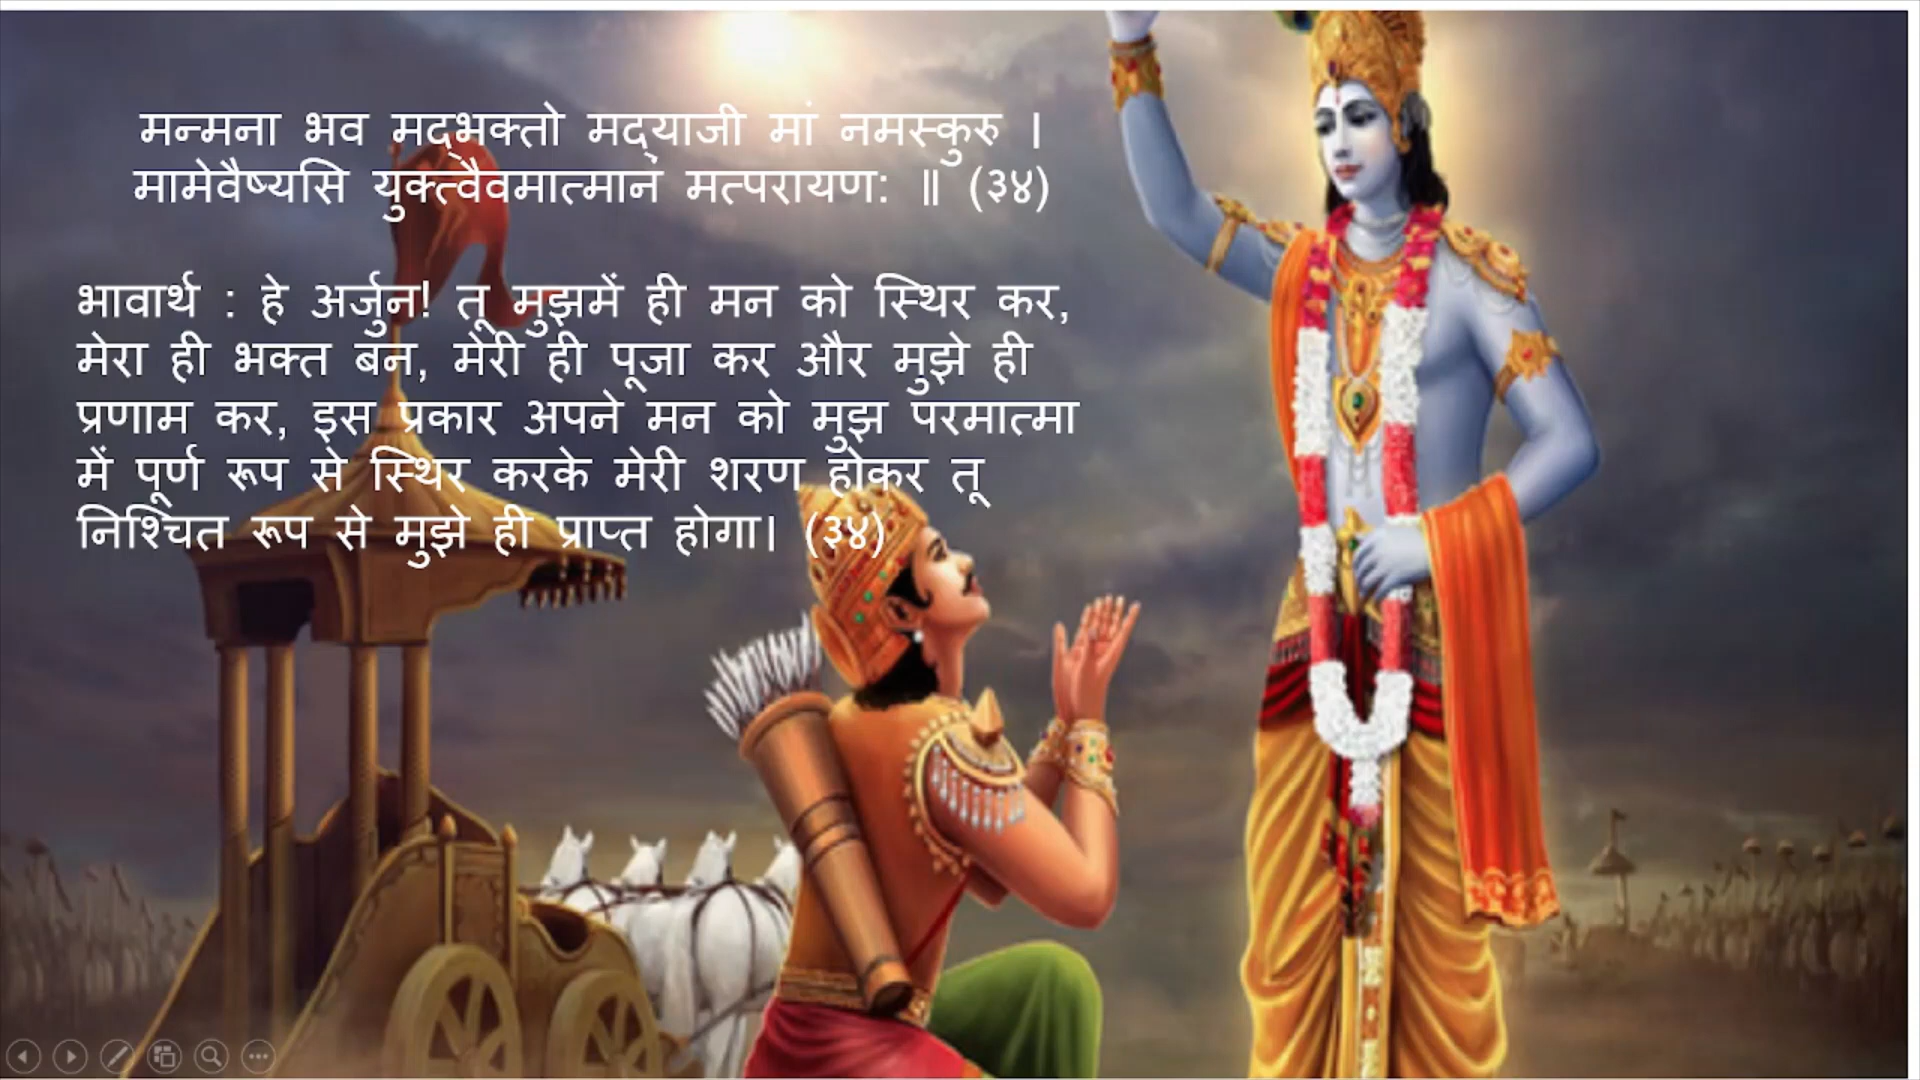 मन्मना भव मद्भक्तो मद्याजी मां नमस्कुरु ।
मामेवैष्यसि युक्त्वैवमात्मानं मत्परायण: ॥ (३४)
भावार्थ : हे अर्जुन! तू मुझमें ही मन को स्थिर कर,
मेरा ही भक्त बन, मेरी ही पूजा कर और मुझे ही
प्रणाम कर, इस प्रकार अपने मन को मुझ परमात्मा
में पूर्ण रूप से स्थिर करके मेरी शरण होकर तू
निश्चित रूप से मुझे ही प्राप्त होगा। (३४)